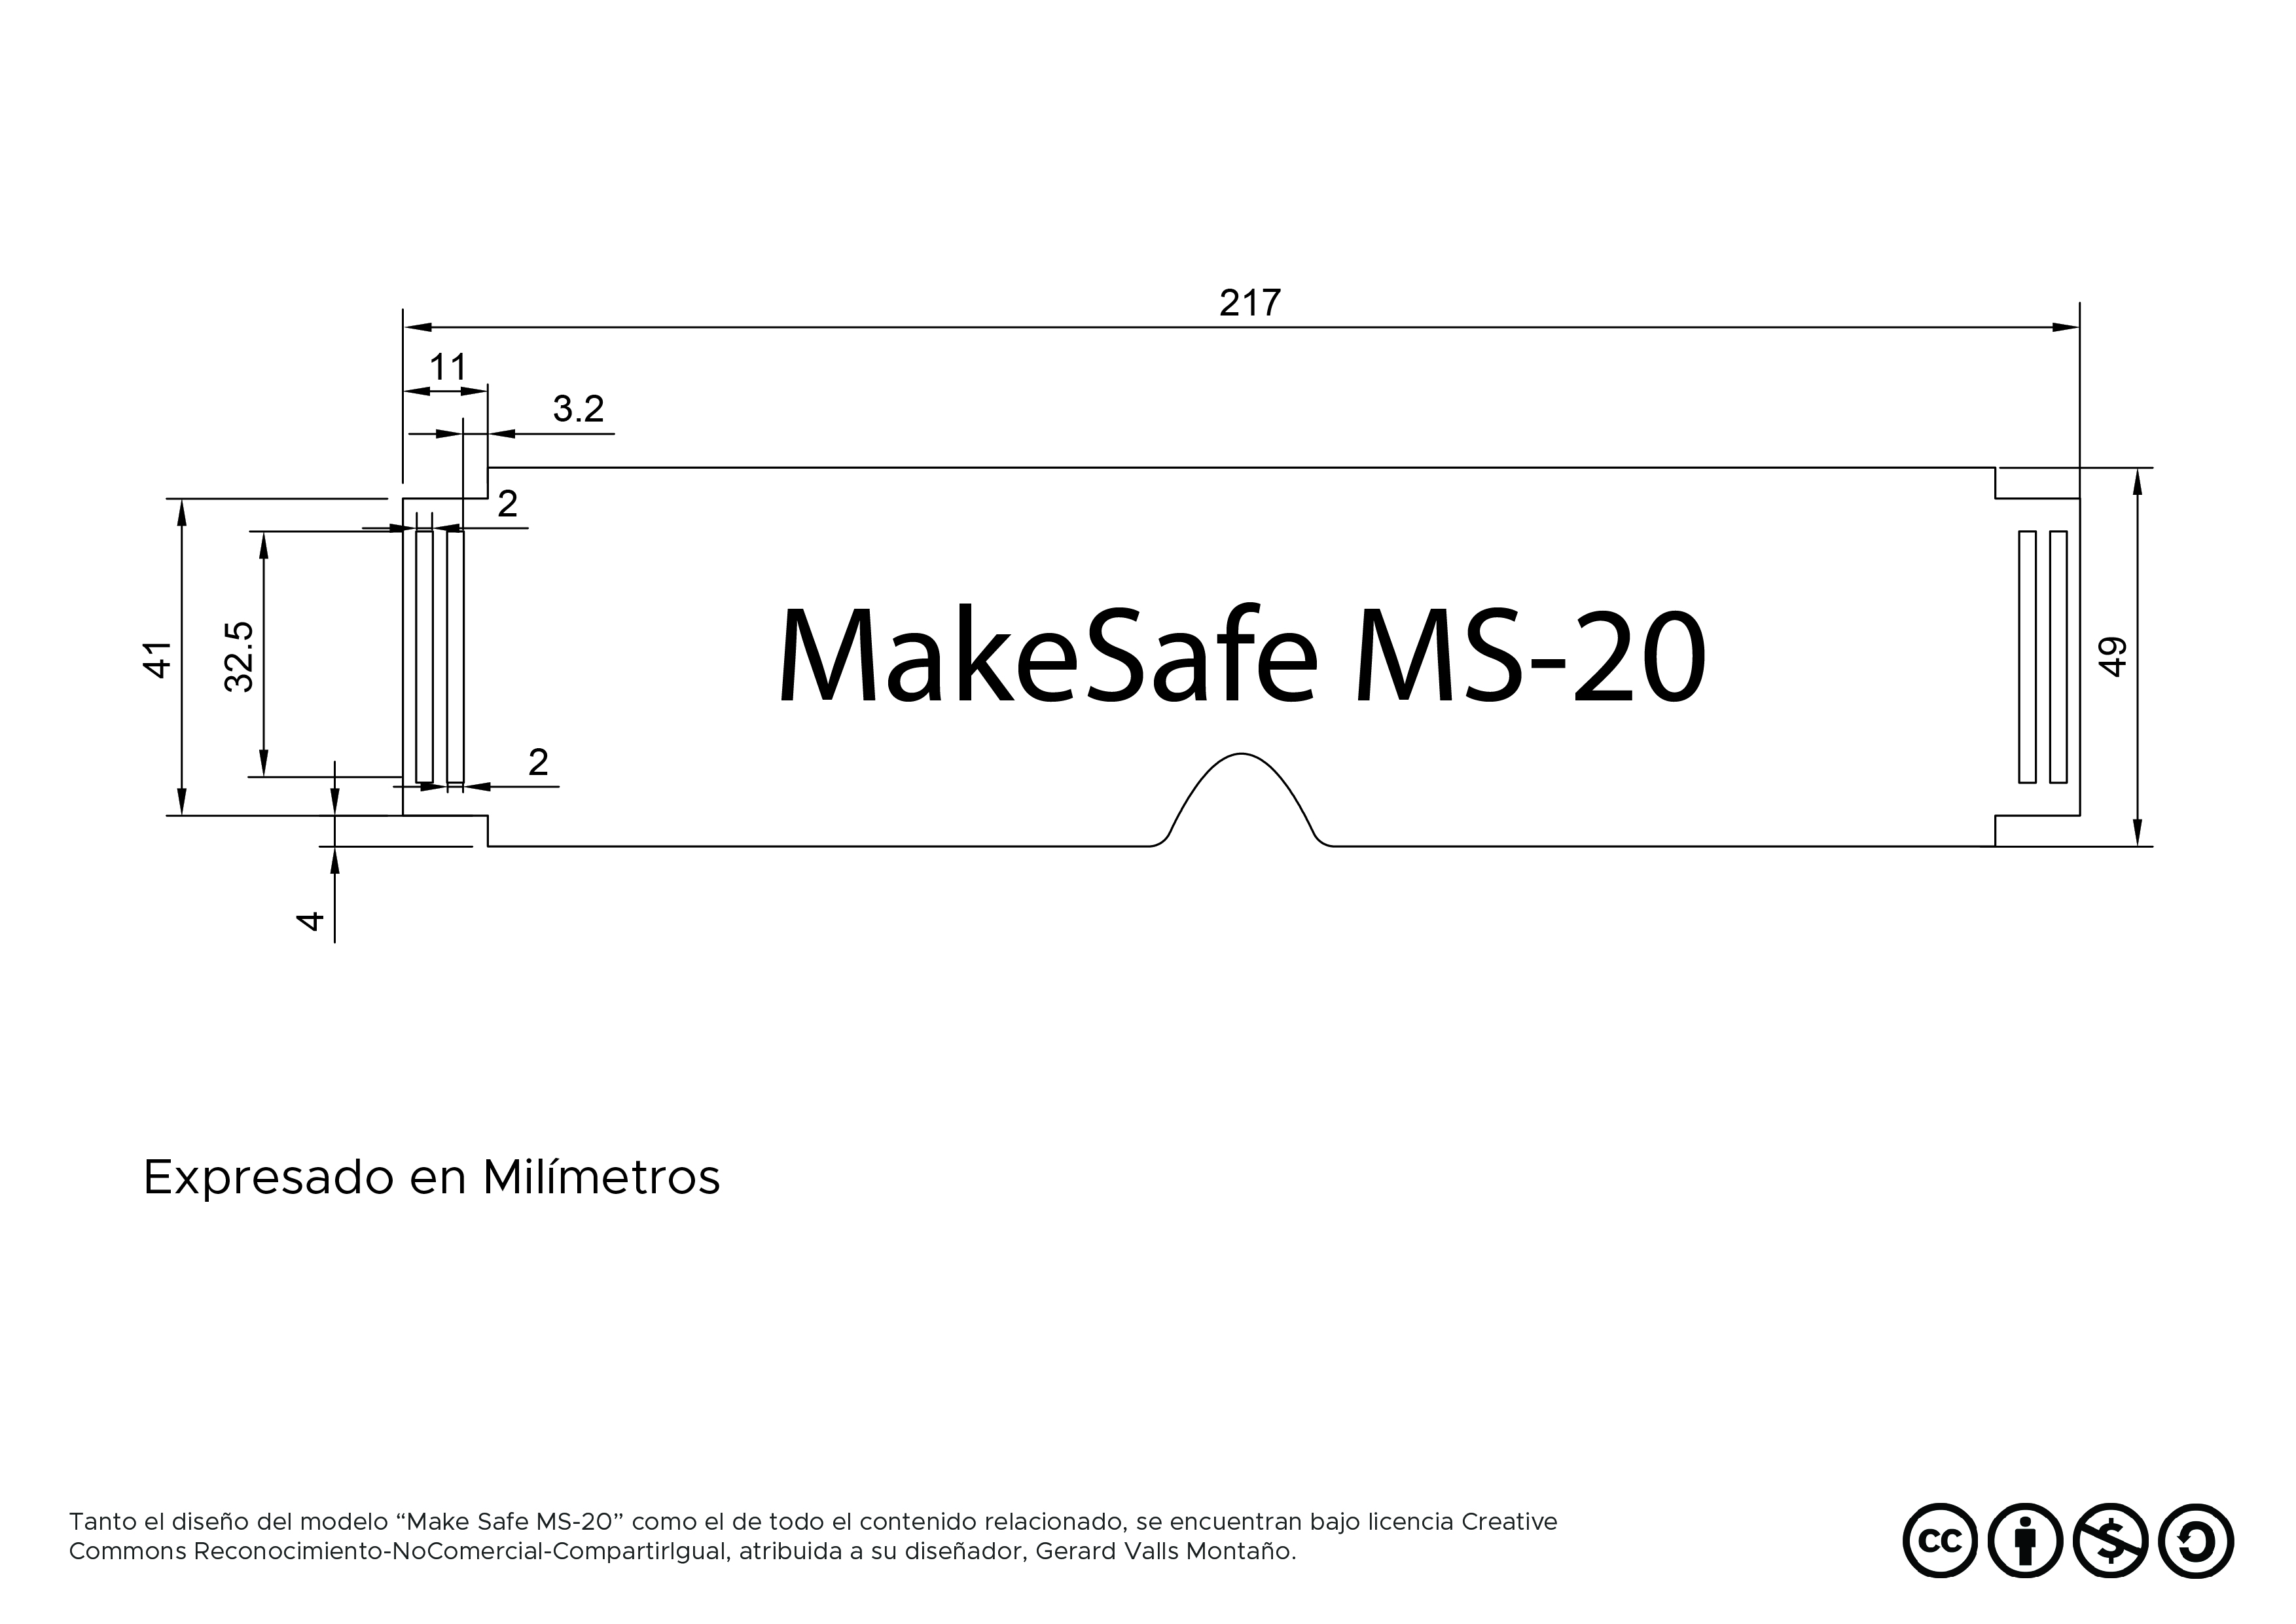 217
11
3.2
2
41
32.5
MakeSafe MS-20
49
2
4
Expresado en Milímetros
Tanto el diseño del modelo “Make Safe MS-20” como el de todo el contenido relacionado, se encuentran bajo licencia Creative
Commons Reconocimiento-NoComercial-CompartirIgual, atribuida a su diseñador, Gerard Valls Montaño.
cc
$